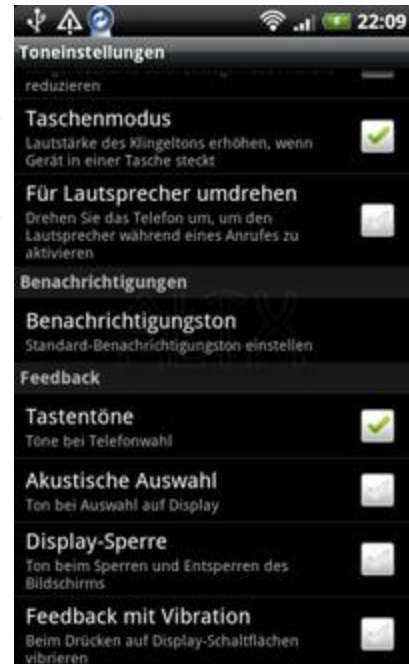 22:09
Toneinstellungen
reduzieren
Taschenmodus
Lautstärke des Klingeltons erhöhen, wenn
Gerät in einer Tasche steckt
Für Lautsprecher umdrehen
Drehen Sie das Telefon um, um den
Lautsprecher während eines Anrufes zu
aktivieren
Benachrichtigungen
Benachrichtigungston
Standard-Benachrichtigungston einstellen
Feedback
Tastentöne
Töne bei Telefonwahl
Akustische Auswahl
Ton bei Auswahl auf Display
Display-Sperre
Ton beim Sperren und Entsperren des
Bildschirms
Feedback mit Vibration
Beim Drücken auf Display-Schaltflächen
vibrieren